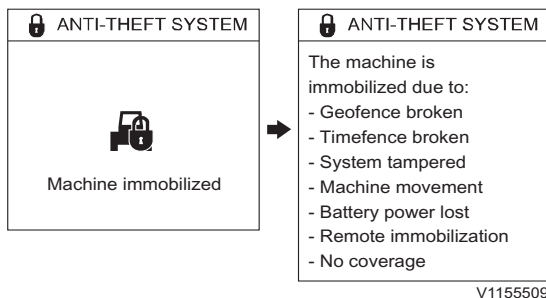 ANTI-THEFT SYSTEM
Machine immobilized
ANTI-THEFT SYSTEM
The machine is
immobilized due to:
- Geofence broken
- Timefence broken
- System tampered
- Machine movement
- Battery power lost
- Remote immobilization
- No coverage
V1155509